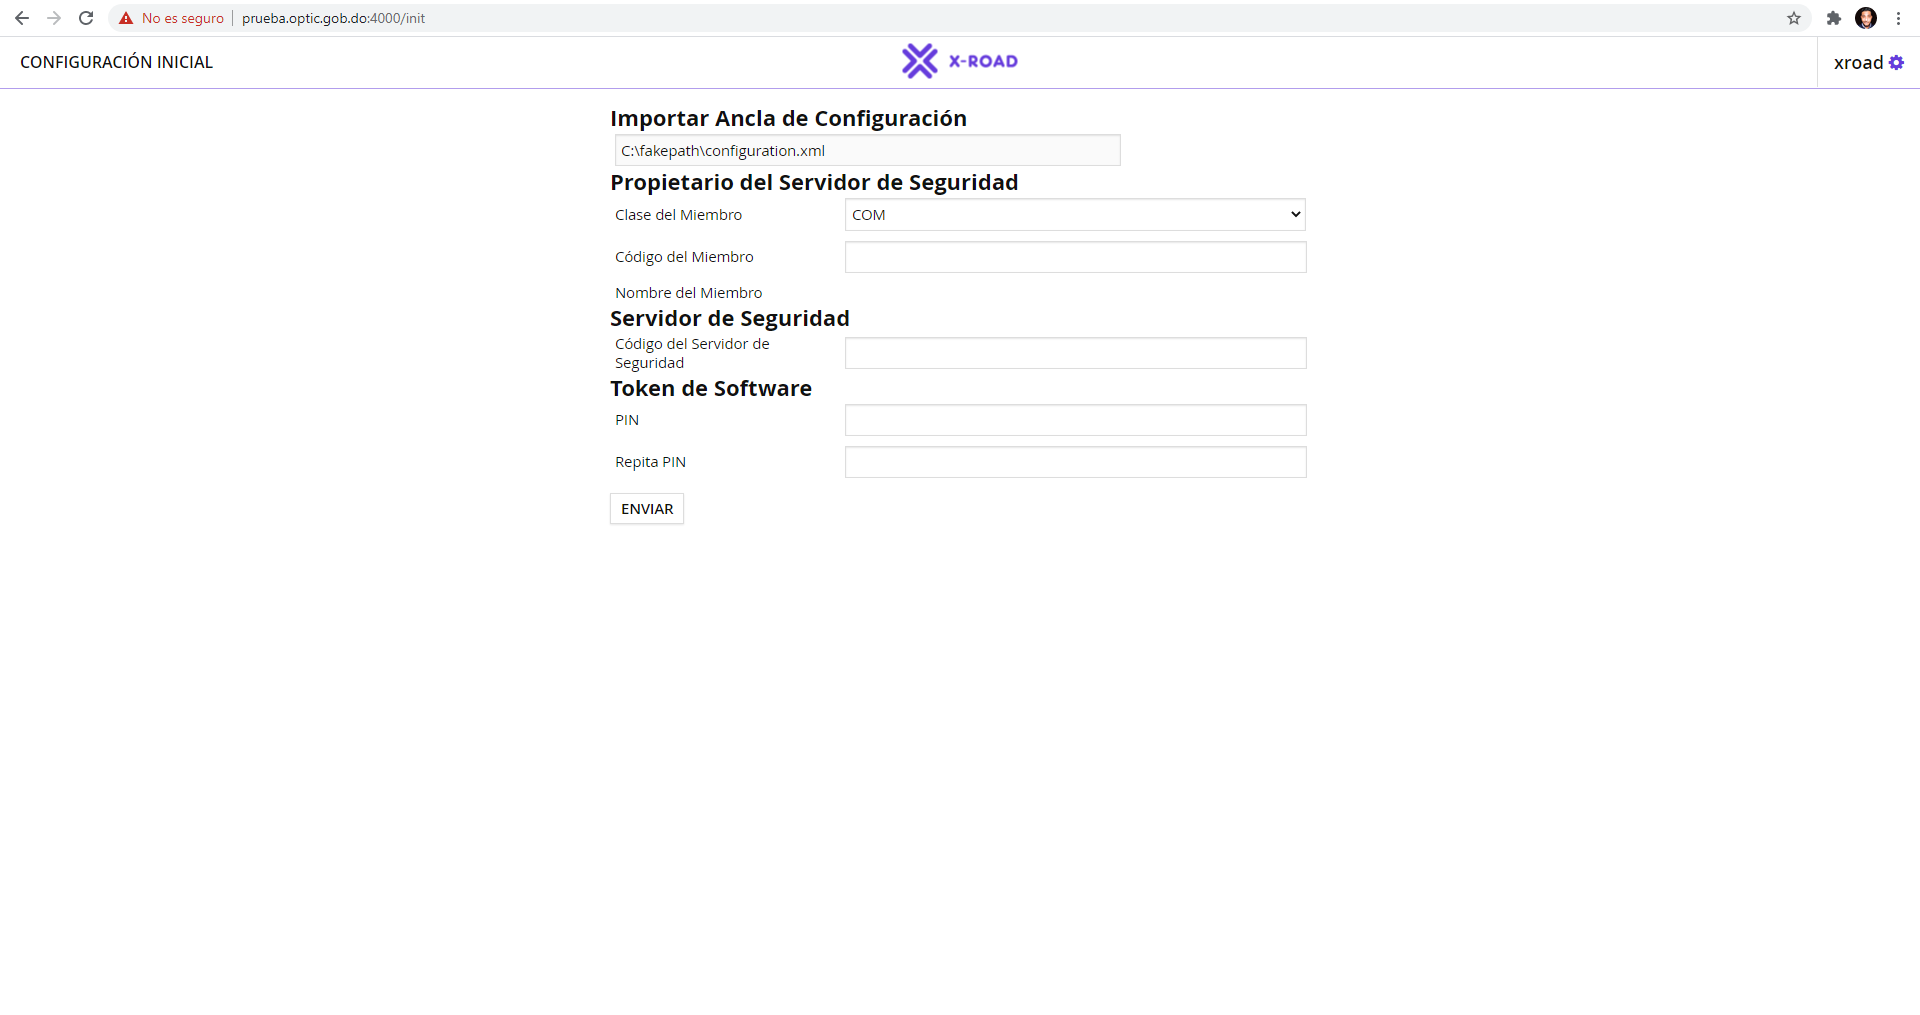 No es seguro | prueba.optic.gob.do:4000/init
CONFIGURACIÓN INICIAL
X-ROAD
xroad
Importar Ancla de Configuración
C:\fakepath\configuration.xml
Propietario del Servidor de Seguridad
Clase del Miembro
COM
Código del Miembro
Nombre del Miembro
Servidor de Seguridad
Código del Servidor de
Seguridad
Token de Software
PIN
Repita PIN
ENVIAR